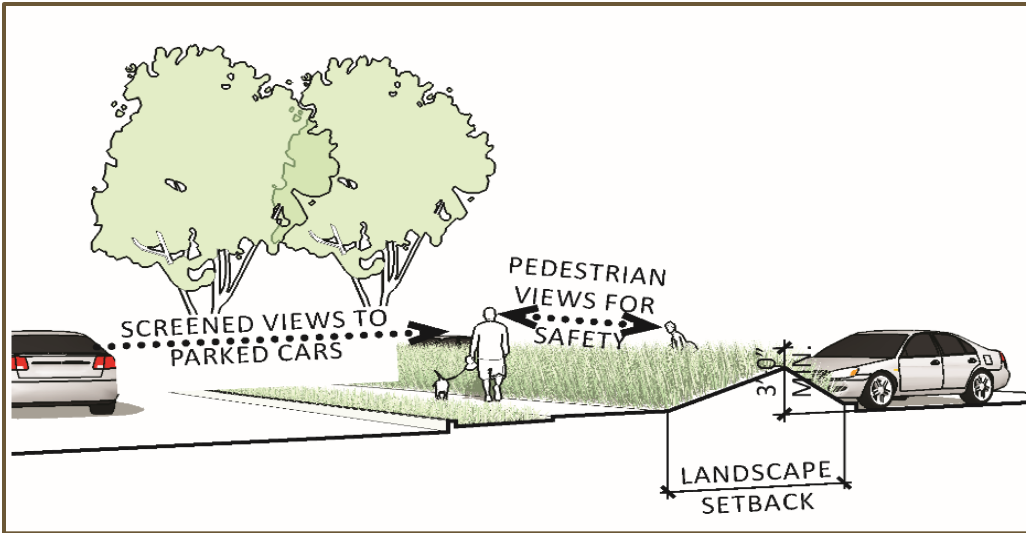 PEDESTRIAN
VIEWS FOR
SAFETY
SCREENED VIEWS TO
PARKED CARS
3'0"
MIN.
LANDSCAPE
SETBACK